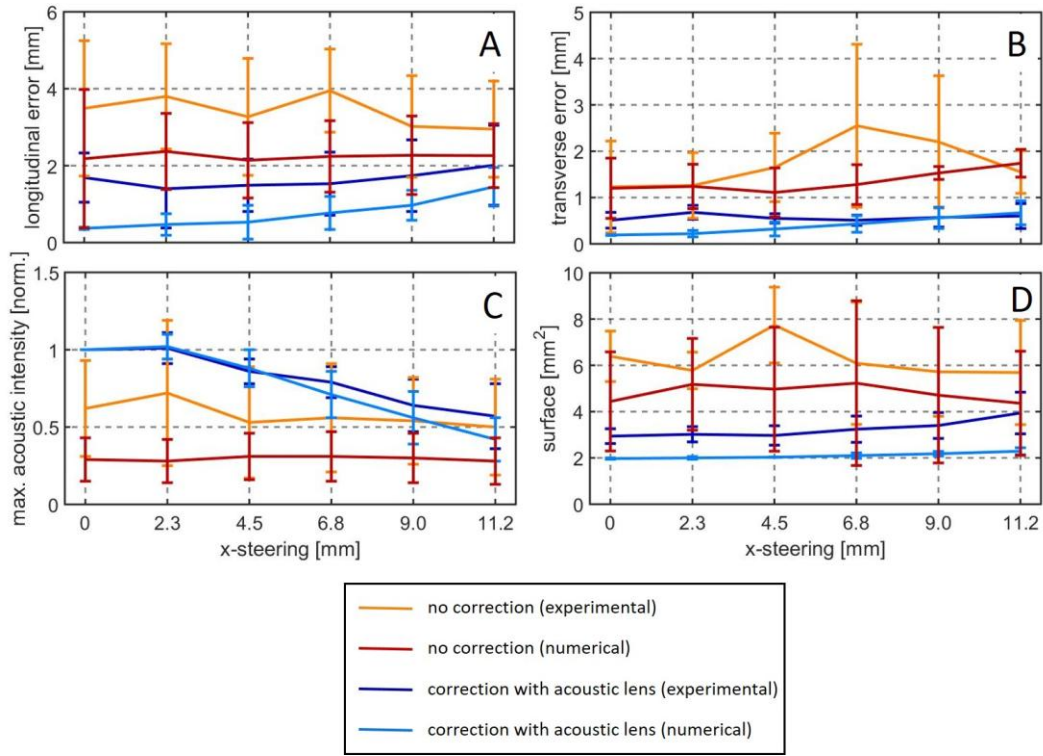 A
longitudinal error [mm]
6
4
2
0
B
transverse error [mm]
5
4
3
2
1
0
C
max. acoustic intensity [norm.]
1.5
1
0.5
0
0 2.3 4.5 6.8 9.0 11.2
x-steering [mm]
D
surface [mm²]
10
8
6
4
2
0
0 2.3 4.5 6.8 9.0 11.2
x-steering [mm]
no correction (experimental)
no correction (numerical)
correction with acoustic lens (experimental)
correction with acoustic lens (numerical)